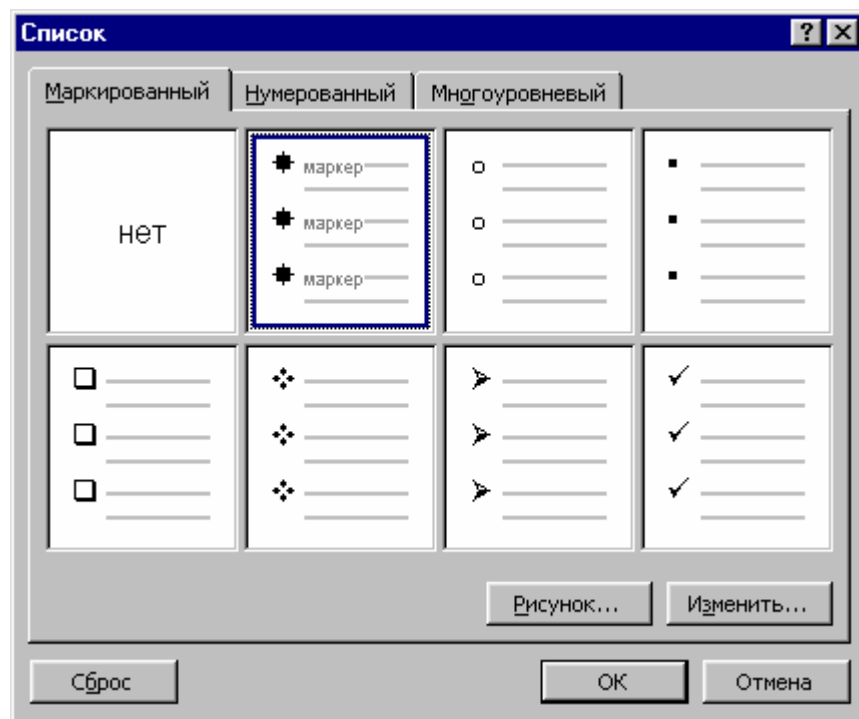 Список
Маркированный Нумерованный Многоуровневый
нет
маркер
маркер
маркер
Рисунок... Изменить...
Сброс ОК Отмена